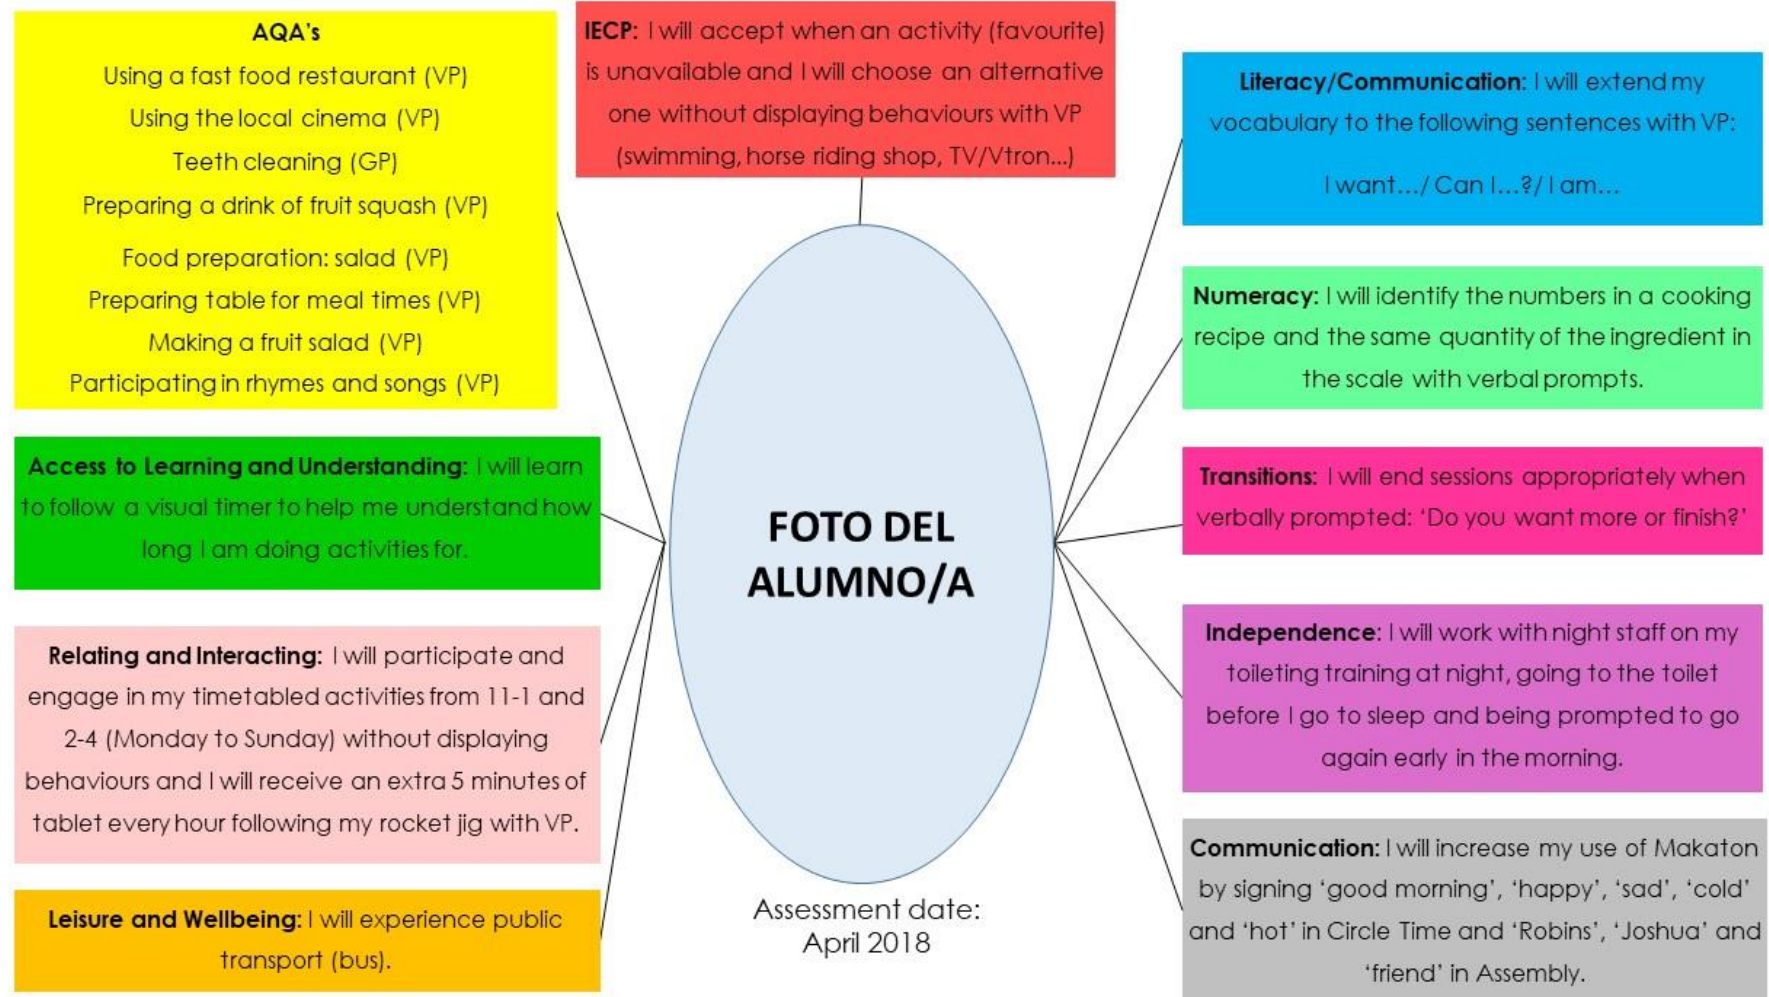 AQA's
Using a fast food restaurant (VP)
Using the local cinema (VP)
Teeth cleaning (GP)
Preparing a drink of fruit squash (VP)
Food preparation: salad (VP)
Preparing table for meal times (VP)
Making a fruit salad (VP)
Participating in rhymes and songs (VP)
IECP: I will accept when an activity (favourite)
is unavailable and I will choose an alternative
one without displaying behaviours with VP
(swimming, horse riding shop, TV/Vtron...)
Literacy/Communication: I will extend my
vocabulary to the following sentences with VP:
I want.../ Can I...?/ I am...
Numeracy: I will identify the numbers in a cooking
recipe and the same quantity of the ingredient in
the scale with verbal prompts.
Access to Learning and Understanding: I will learn
to follow a visual timer to help me understand how
long I am doing activities for.
Transitions: I will end sessions appropriately when
verbally prompted: 'Do you want more or finish?'
FOTO DEL
ALUMNO/A
Relating and Interacting: I will participate and
engage in my timetabled activities from 11-1 and
2-4 (Monday to Sunday) without displaying
behaviours and I will receive an extra 5 minutes of
tablet every hour following my rocket jig with VP.
Independence: I will work with night staff on my
toileting training at night, going to the toilet
before I go to sleep and being prompted to go
again early in the morning.
Leisure and Wellbeing: I will experience public
transport (bus).
Assessment date:
April 2018
Communication: I will increase my use of Makaton
by signing 'good morning', 'happy', 'sad', 'cold'
and 'hot' in Circle Time and 'Robins', 'Joshua' and
'friend' in Assembly.